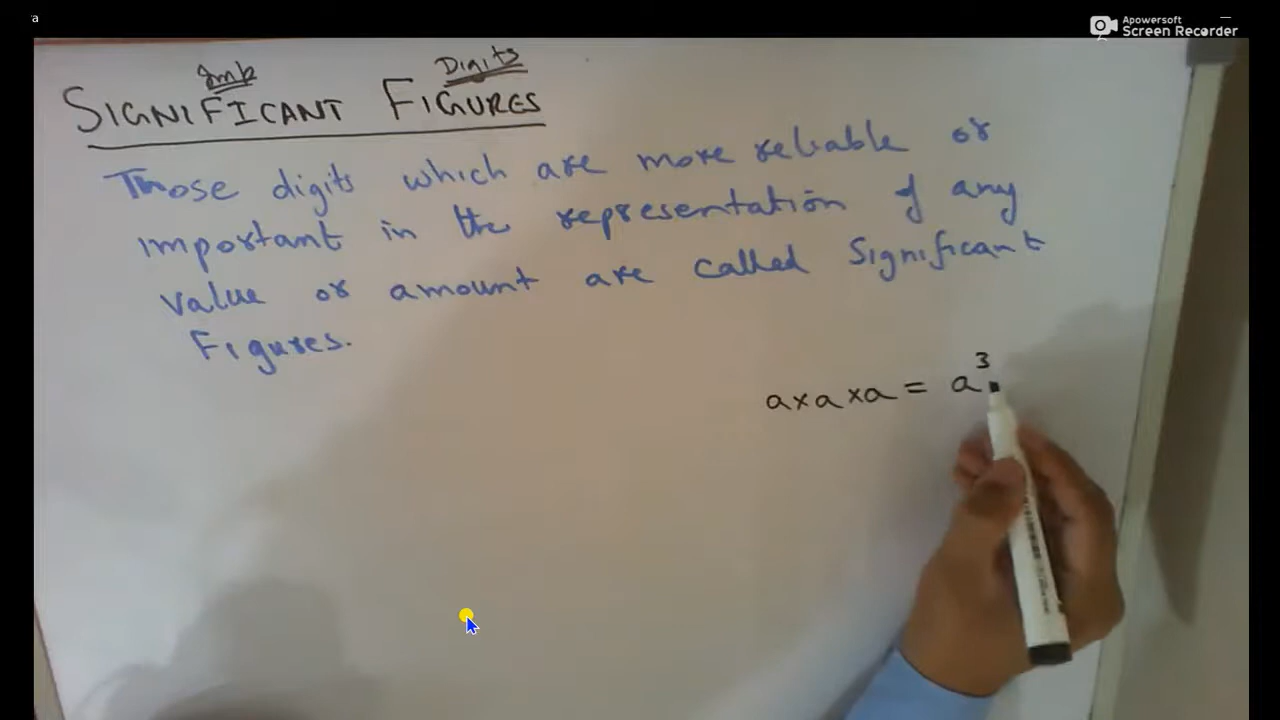 a
Apowersoft
Screen Recorder
Imp
Digits
SIGNIFICANT FIGURES
Those digits which are more reliable or
important in the representation of any
value or amount are called Significant
Figures.
a×a×a = a³